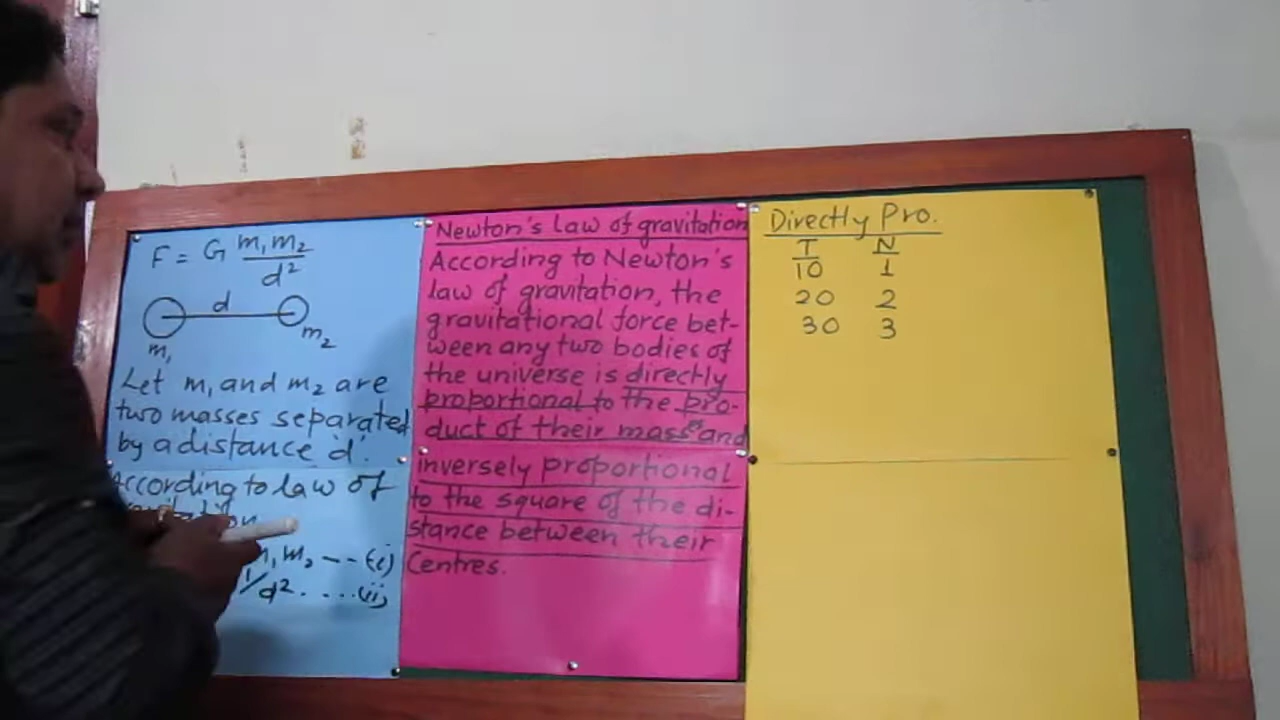 F = G m₁m₂
d²
d
m₁
m₂
Let m₁ and m₂ are
two masses separated
by a distance 'd'.
According to law of
m₁m₂ -- (i)
1/d² . ...(ii)
Newton's Law of gravitation
According to Newton's
law of gravitation, the
gravitational force bet-
ween any two bodies of
the universe is directly
proportional to the pro-
duct of their masses and
inversely proportional
to the square of the di-
stance between their
Centres.
Directly Pro.
T N
10 1
20 2
30 3